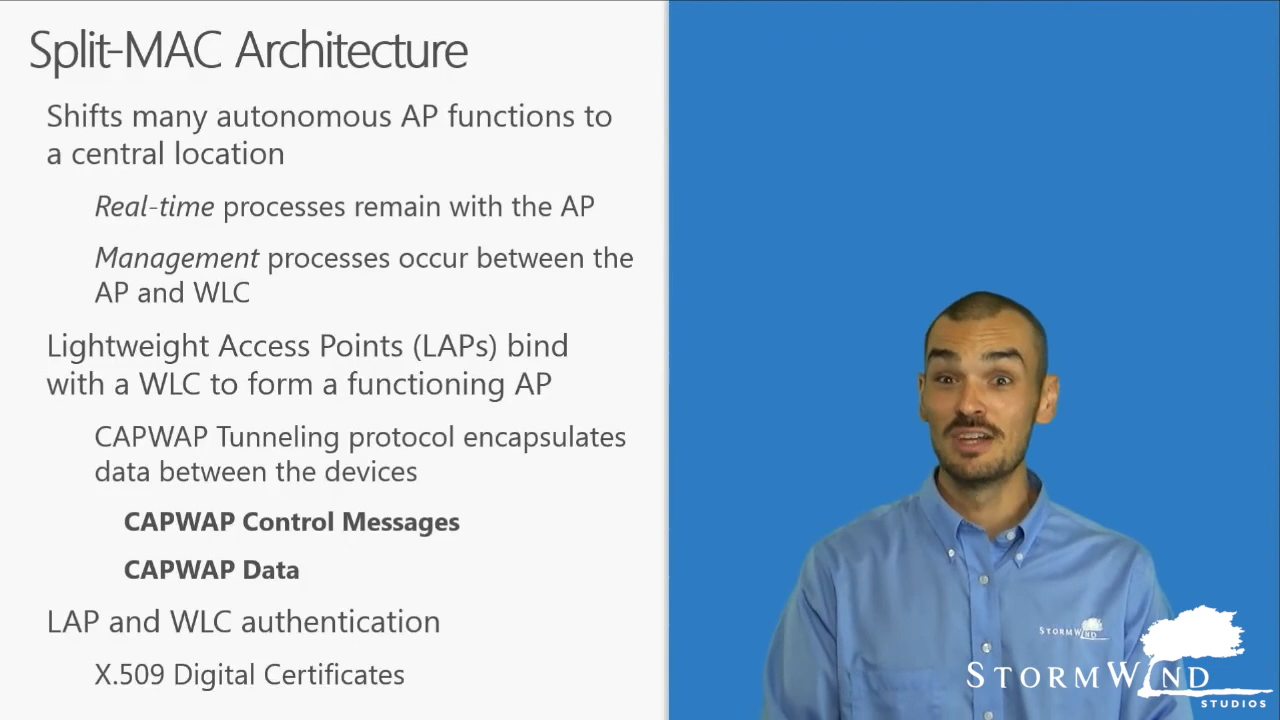 Split-MAC Architecture
Shifts many autonomous AP functions to
a central location
Real-time processes remain with the AP
Management processes occur between the
AP and WLC
Lightweight Access Points (LAPs) bind
with a WLC to form a functioning AP
CAPWAP Tunneling protocol encapsulates
data between the devices
CAPWAP Control Messages
CAPWAP Data
LAP and WLC authentication
X.509 Digital Certificates
STORMWIND
STORMWIND
STUDIOS